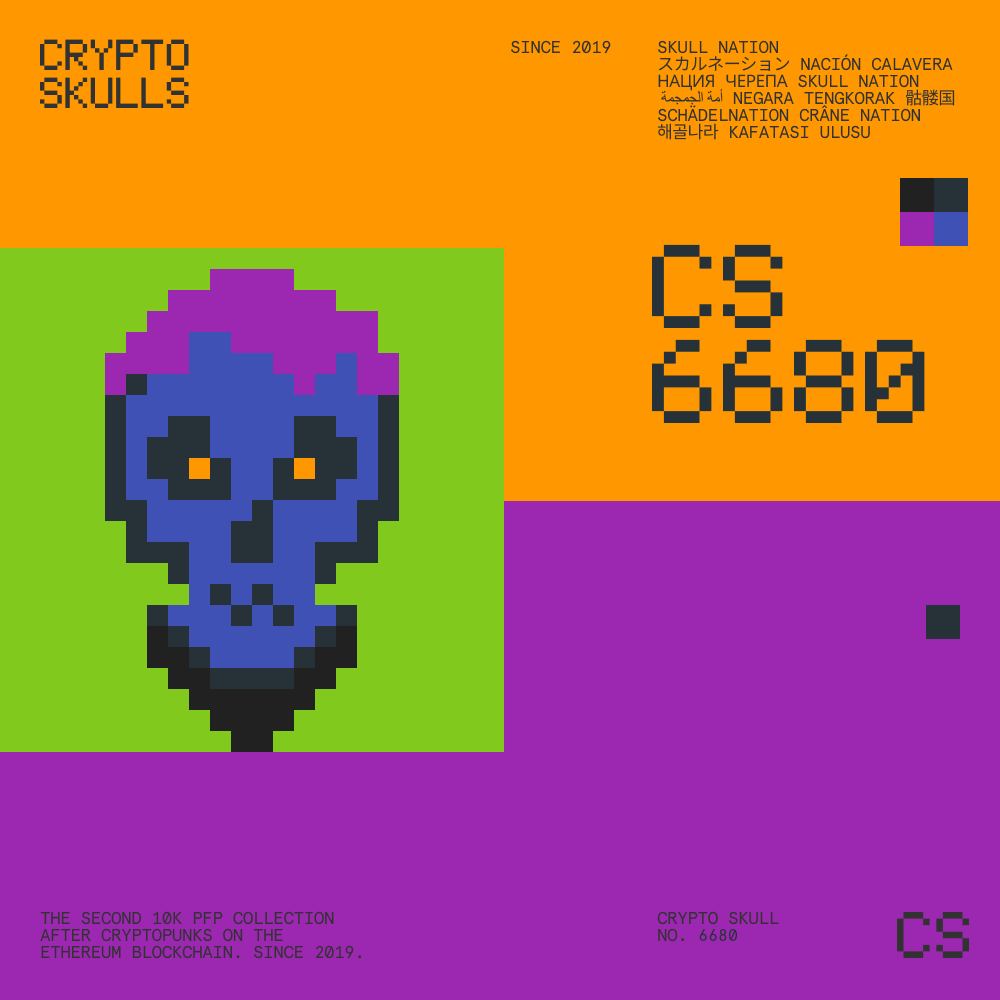 CRYPTO
SKULLS
SINCE 2019
SKULL NATION
スカルネーション NACIÓN CALAVERA
НАЦИЯ ЧЕРЕПА SKULL NATION
أمة الجمجمة NEGARA TENGKORAK 骷髅国
SCHÄDELNATION CRÂNE NATION
해골나라 KAFATASI ULUSU
CS
6680
THE SECOND 10K PFP COLLECTION
AFTER CRYPTOPUNKS ON THE
ETHEREUM BLOCKCHAIN. SINCE 2019.
CRYPTO SKULL
NO. 6680
CS